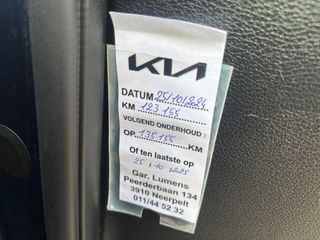 KIA
DATUM 25/10/2024
KM 123 155
VOLGEND ONDERHOUD :
OP 135 155 KM
Of ten laatste op
25 -10 2025
Gar. Lumens
Peerderbaan 134
3910 Neerpelt
011/44 52 32